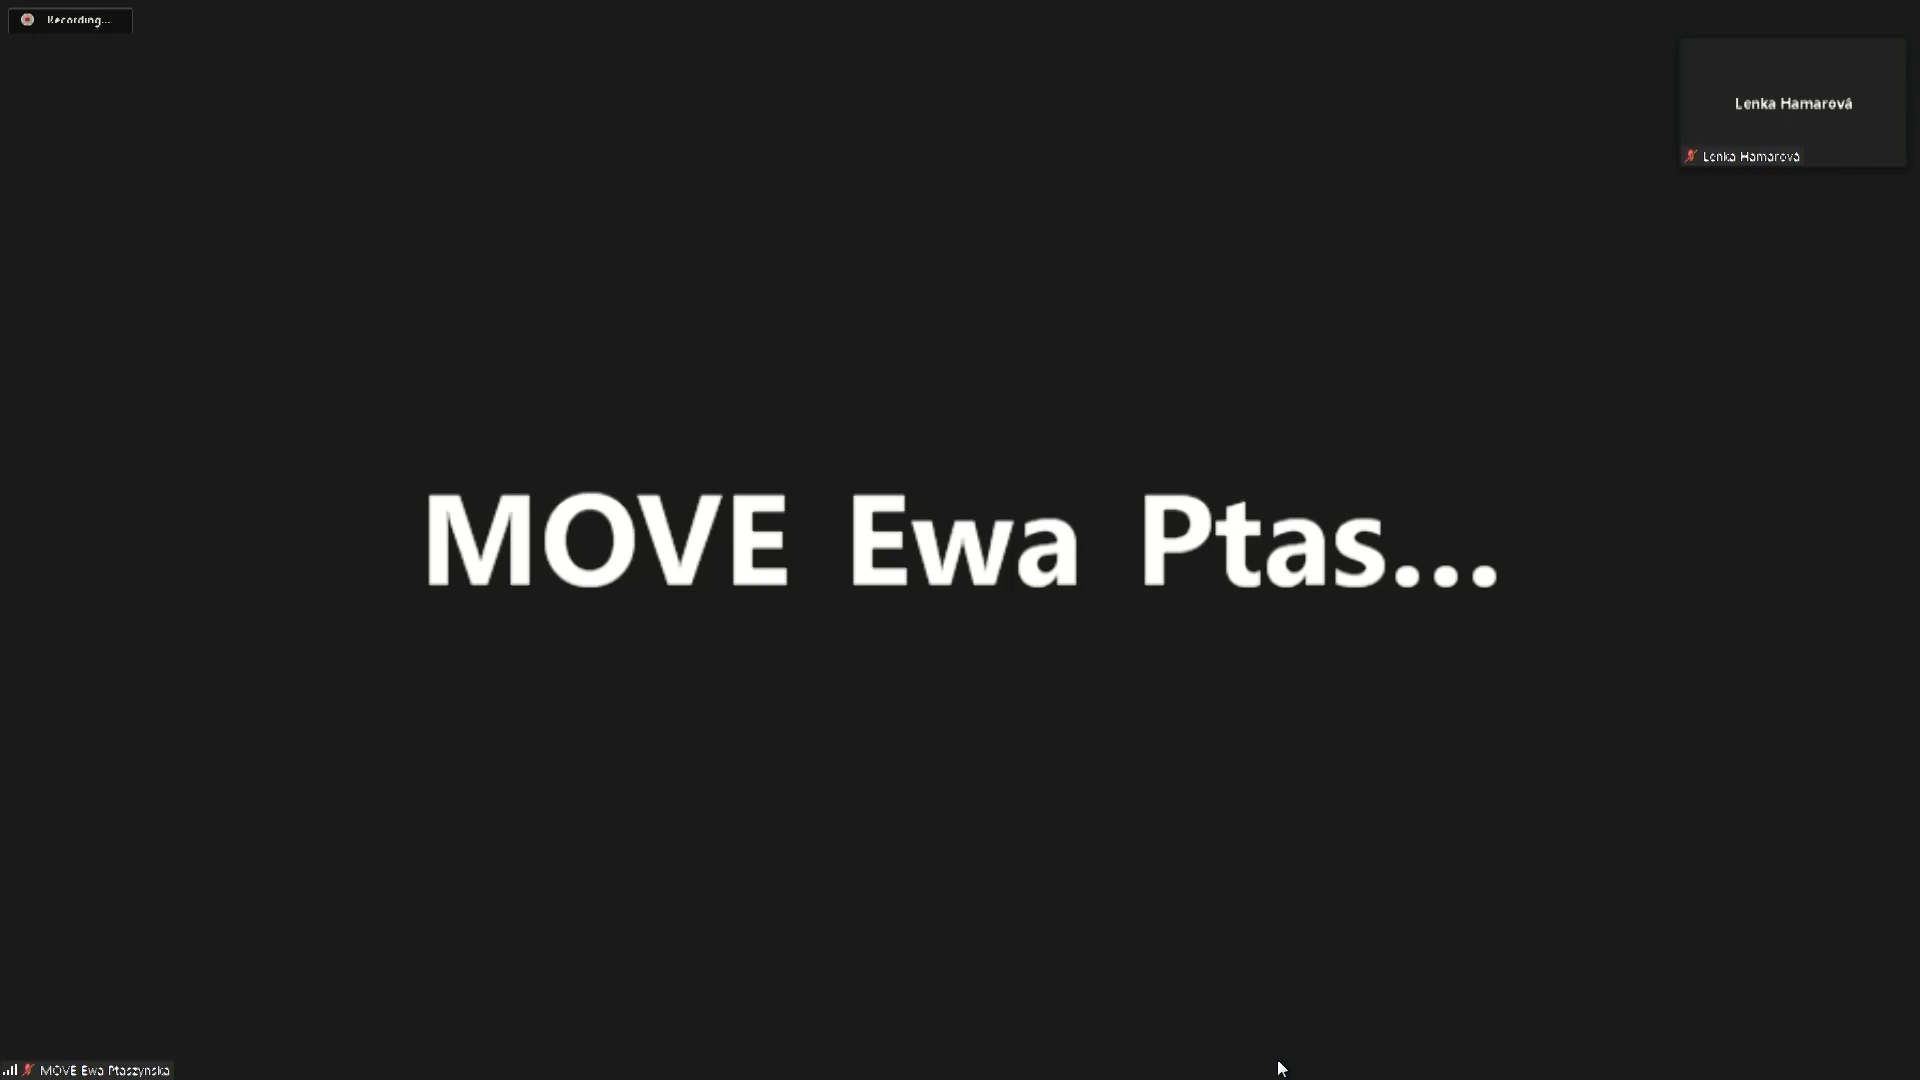 Recording...
Lenka Hamarová
Lenka Hamarová
MOVE Ewa Ptas...
MOVE Ewa Ptaszynska